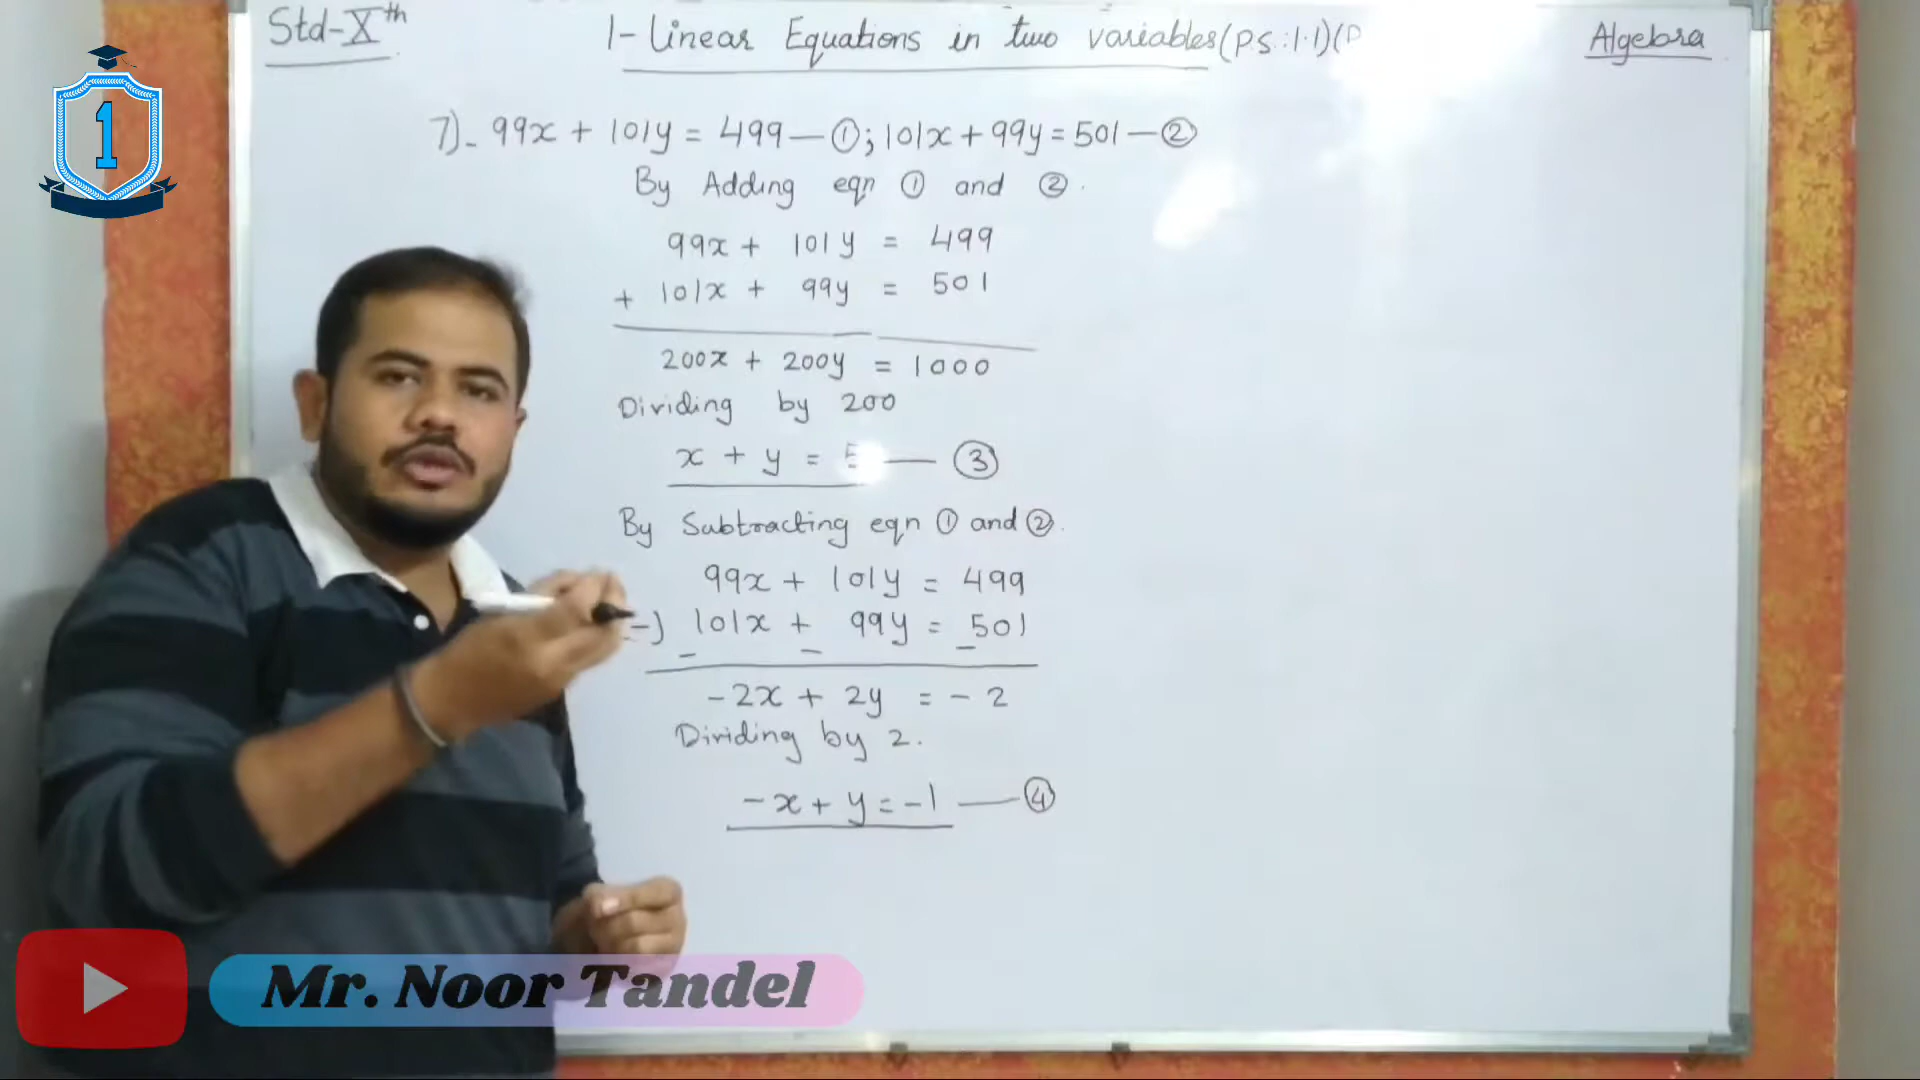 Std-Xth
1- Linear Equations in two variables (P.S.:1.1)(P
Algebra
1
7)- 99x + 101y = 499 — ① ; 101x + 99y = 501 — ②
By Adding eqn ① and ② .
99x + 101y = 499
+ 101x + 99y = 501
200x + 200y = 1000
Dividing by 200
x + y = 5 — ③
By Subtracting eqn ① and ② .
99x + 101y = 499
-) 101x + 99y = 501
- - -
-2x + 2y = - 2
Dividing by 2.
-x + y = -1 — ④
Mr. Noor Tandel